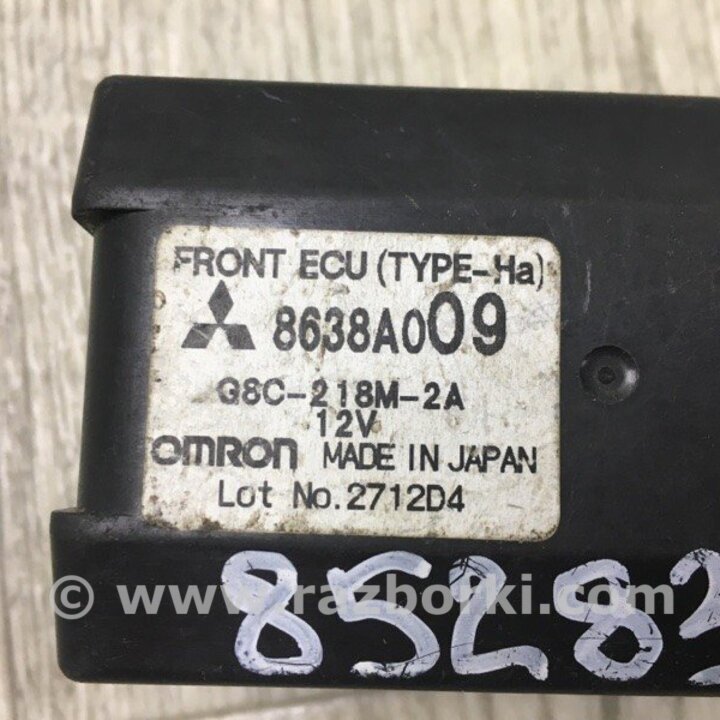 FRONT ECU (TYPE-Ha)
8638A009
G8C-218M-2A
12V
OMRON MADE IN JAPAN
Lot No.2712D4
© www.razborki.com
85283